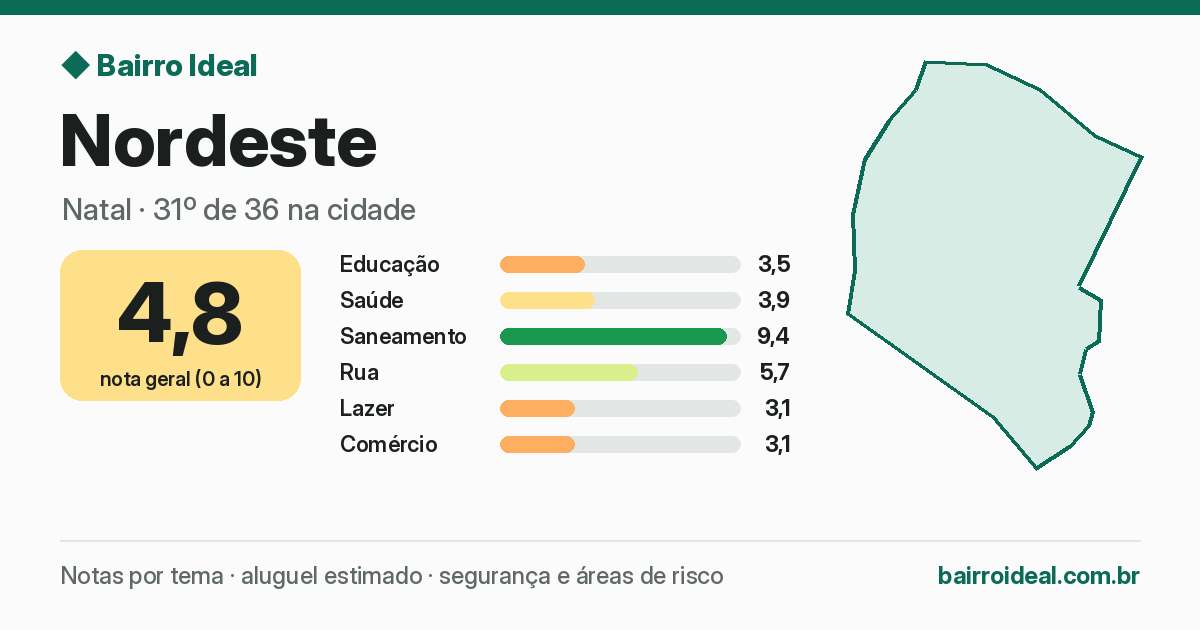 Bairro Ideal
Nordeste
Natal · 31º de 36 na cidade
4,8
nota geral (0 a 10)
Educação 3,5
Saúde 3,9
Saneamento 9,4
Rua 5,7
Lazer 3,1
Comércio 3,1
Notas por tema · aluguel estimado · segurança e áreas de risco
bairroideal.com.br